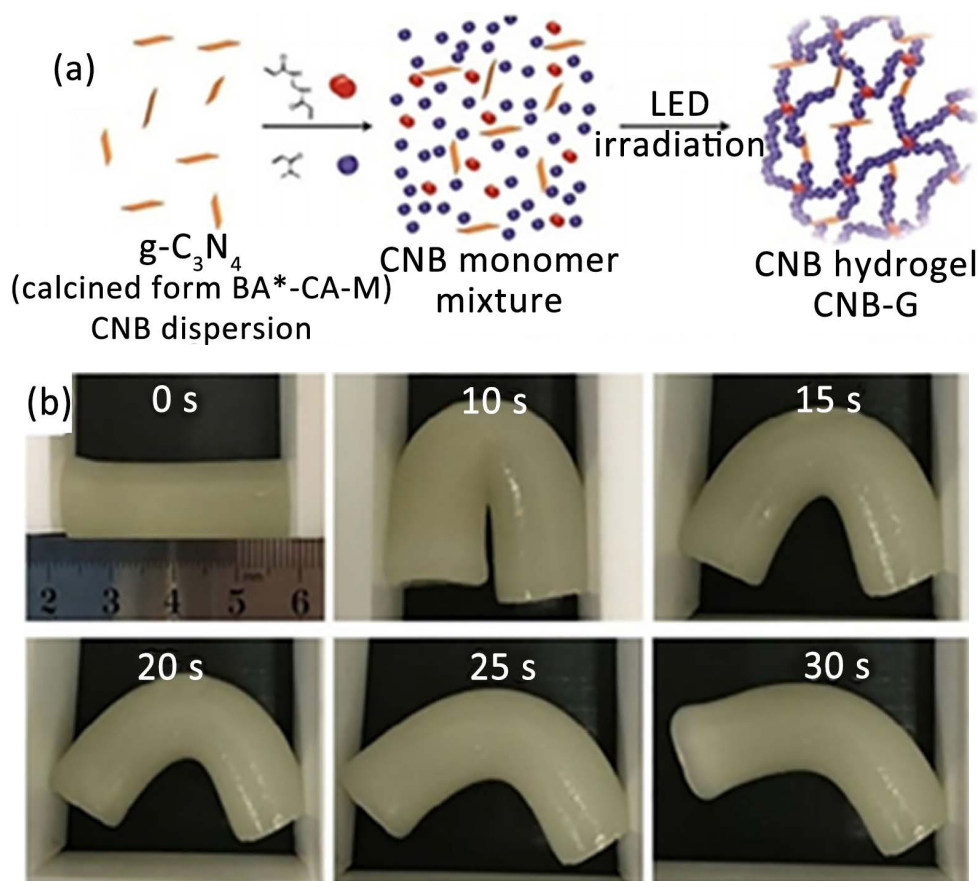 (a)
LED
irradiation
g-C₃N₄
(calcined form BA*-CA-M)
CNB dispersion
CNB monomer
mixture
CNB hydrogel
CNB-G
(b)
0 s
10 s
15 s
2 3 4 5 6
mm
20 s
25 s
30 s